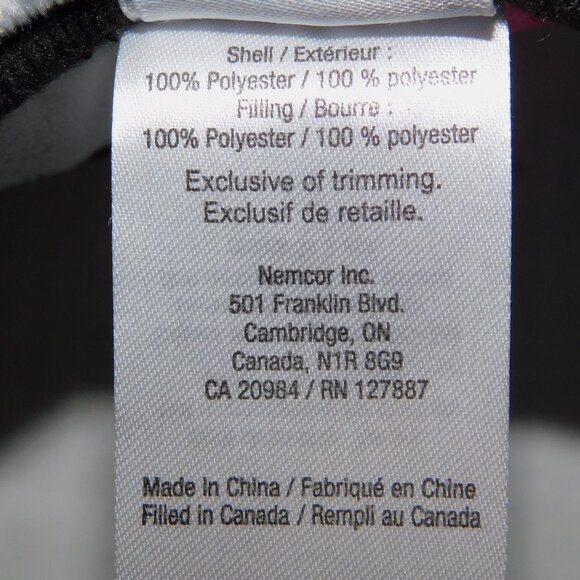 Shell / Extérieur :
100% Polyester / 100 % polyester
Filling / Bourre :
100% Polyester / 100 % polyester
Exclusive of trimming.
Exclusif de retaille.
Nemcor Inc.
501 Franklin Blvd.
Cambridge, ON
Canada, N1R 8G9
CA 20984 / RN 127887
Made in China / Fabriqué en Chine
Filled in Canada / Rempli au Canada